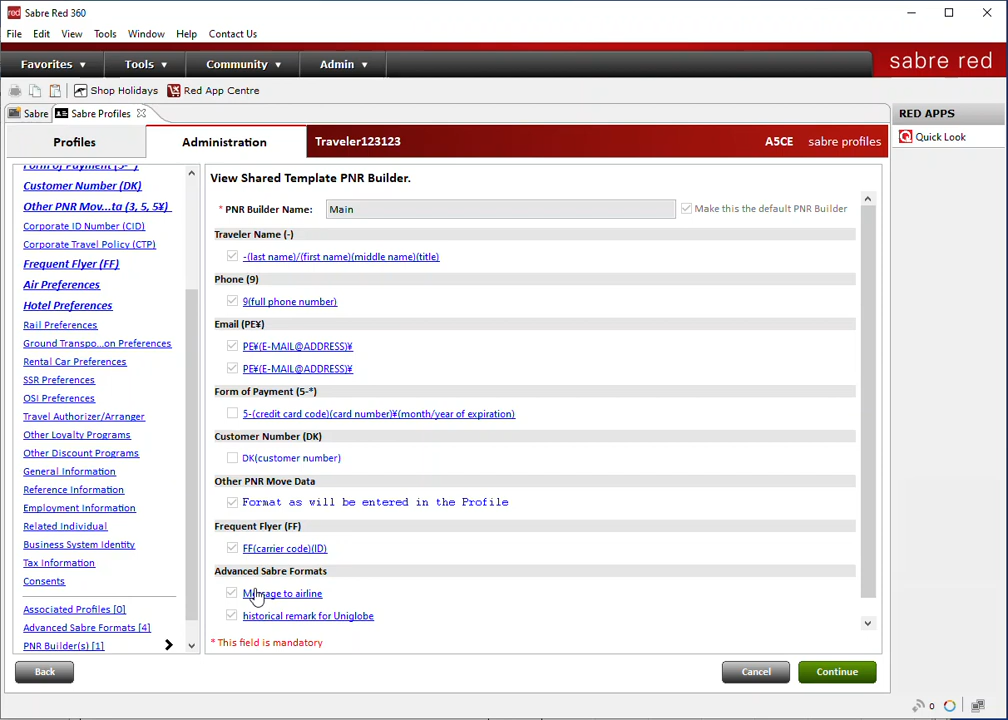 red Sabre Red 360
File Edit View Tools Window Help Contact Us
Favorites Tools Community Admin sabre red
Shop Holidays Red App Centre
Sabre Sabre Profiles RED APPS
Profiles Administration Traveler123123 A5CE sabre profiles Quick Look
Form of Payment (5-*)
Customer Number (DK)
Other PNR Mov...ta (3, 5, 5¥)
Corporate ID Number (CID)
Corporate Travel Policy (CTP)
Frequent Flyer (FF)
Air Preferences
Hotel Preferences
Rail Preferences
Ground Transpo...on Preferences
Rental Car Preferences
SSR Preferences
OSI Preferences
Travel Authorizer/Arranger
Other Loyalty Programs
Other Discount Programs
General Information
Reference Information
Employment Information
Related Individual
Business System Identity
Tax Information
Consents
Associated Profiles [0]
Advanced Sabre Formats [4]
PNR Builder(s) [1]
View Shared Template PNR Builder.
* PNR Builder Name: Main Make this the default PNR Builder
Traveler Name (-)
-(last name)/(first name)(middle name)(title)
Phone (9)
9(full phone number)
Email (PE¥)
PE¥(E-MAIL@ADDRESS)¥
PE¥(E-MAIL@ADDRESS)¥
Form of Payment (5-*)
5-(credit card code)(card number)¥(month/year of expiration)
Customer Number (DK)
DK(customer number)
Other PNR Move Data
Format as will be entered in the Profile
Frequent Flyer (FF)
FF(carrier code)(ID)
Advanced Sabre Formats
Message to airline
historical remark for Uniglobe
* This field is mandatory
Back Cancel Continue
0